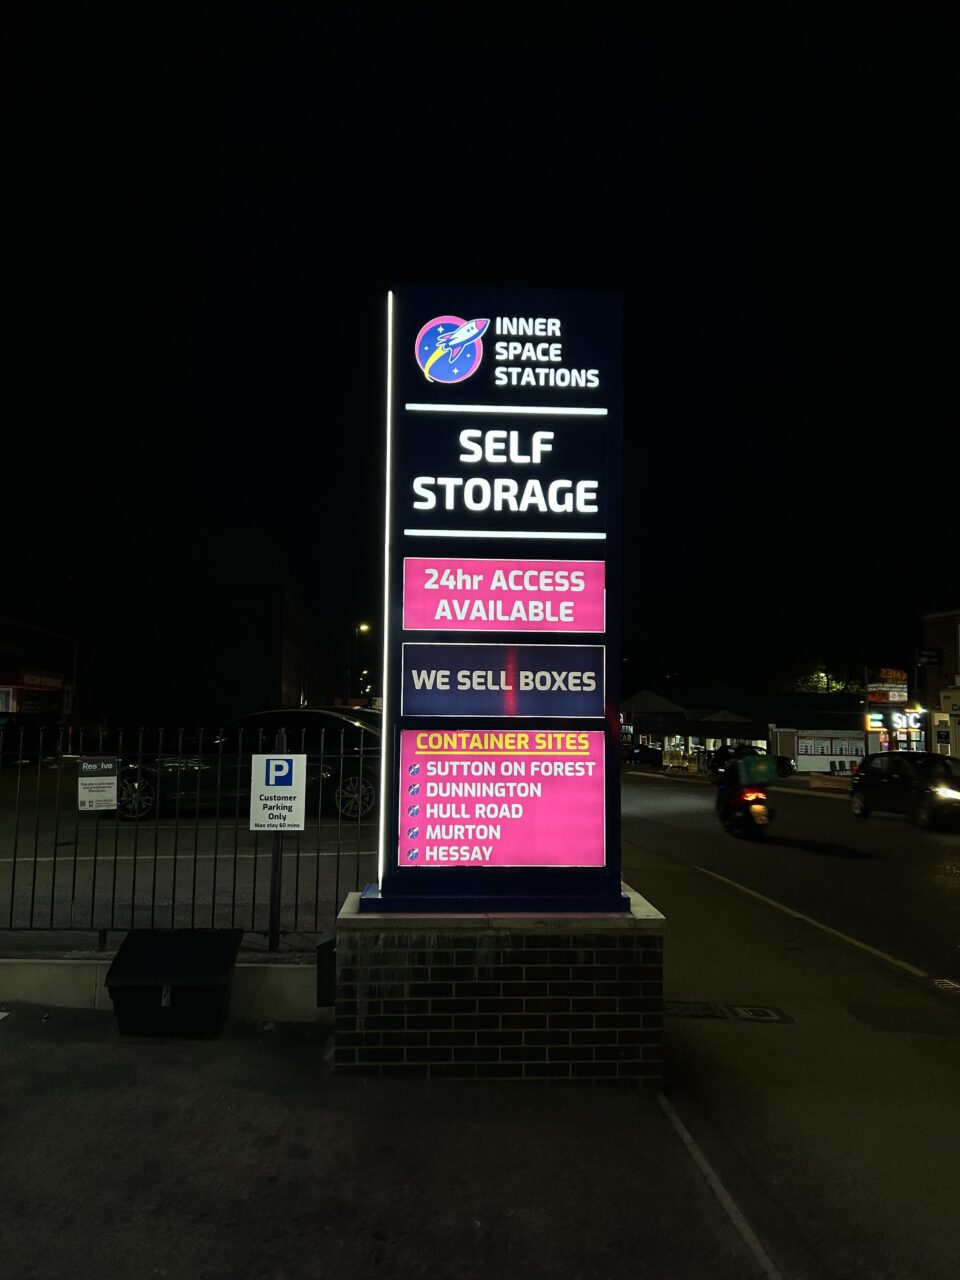 INNER
SPACE
STATIONS
SELF
STORAGE
24hr ACCESS
AVAILABLE
WE SELL BOXES
CONTAINER SITES
SUTTON ON FOREST
DUNNINGTON
HULL ROAD
MURTON
HESSAY
Resolve
P
Customer
Parking
Only
Max stay 60 mins